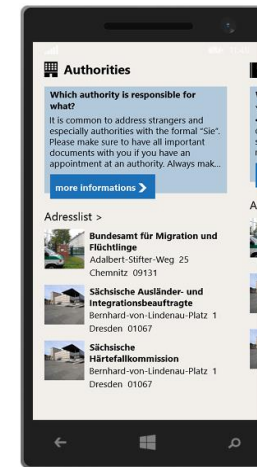 Authorities
Which authority is responsible for
what?
It is common to address strangers and
especially authorities with the formal "Sie".
Please make sure to have all important
documents with you if you have an
appointment at an authority. Always mak...
more informations
Adresslist >
Bundesamt für Migration und
Flüchtlinge
Adalbert-Stifter-Weg 25
Chemnitz 09131
Sächsische Ausländer- und
Integrationsbeauftragte
Bernhard-von-Lindenau-Platz 1
Dresden 01067
Sächsische
Härtefallkommission
Bernhard-von-Lindenau-Platz 1
Dresden 01067